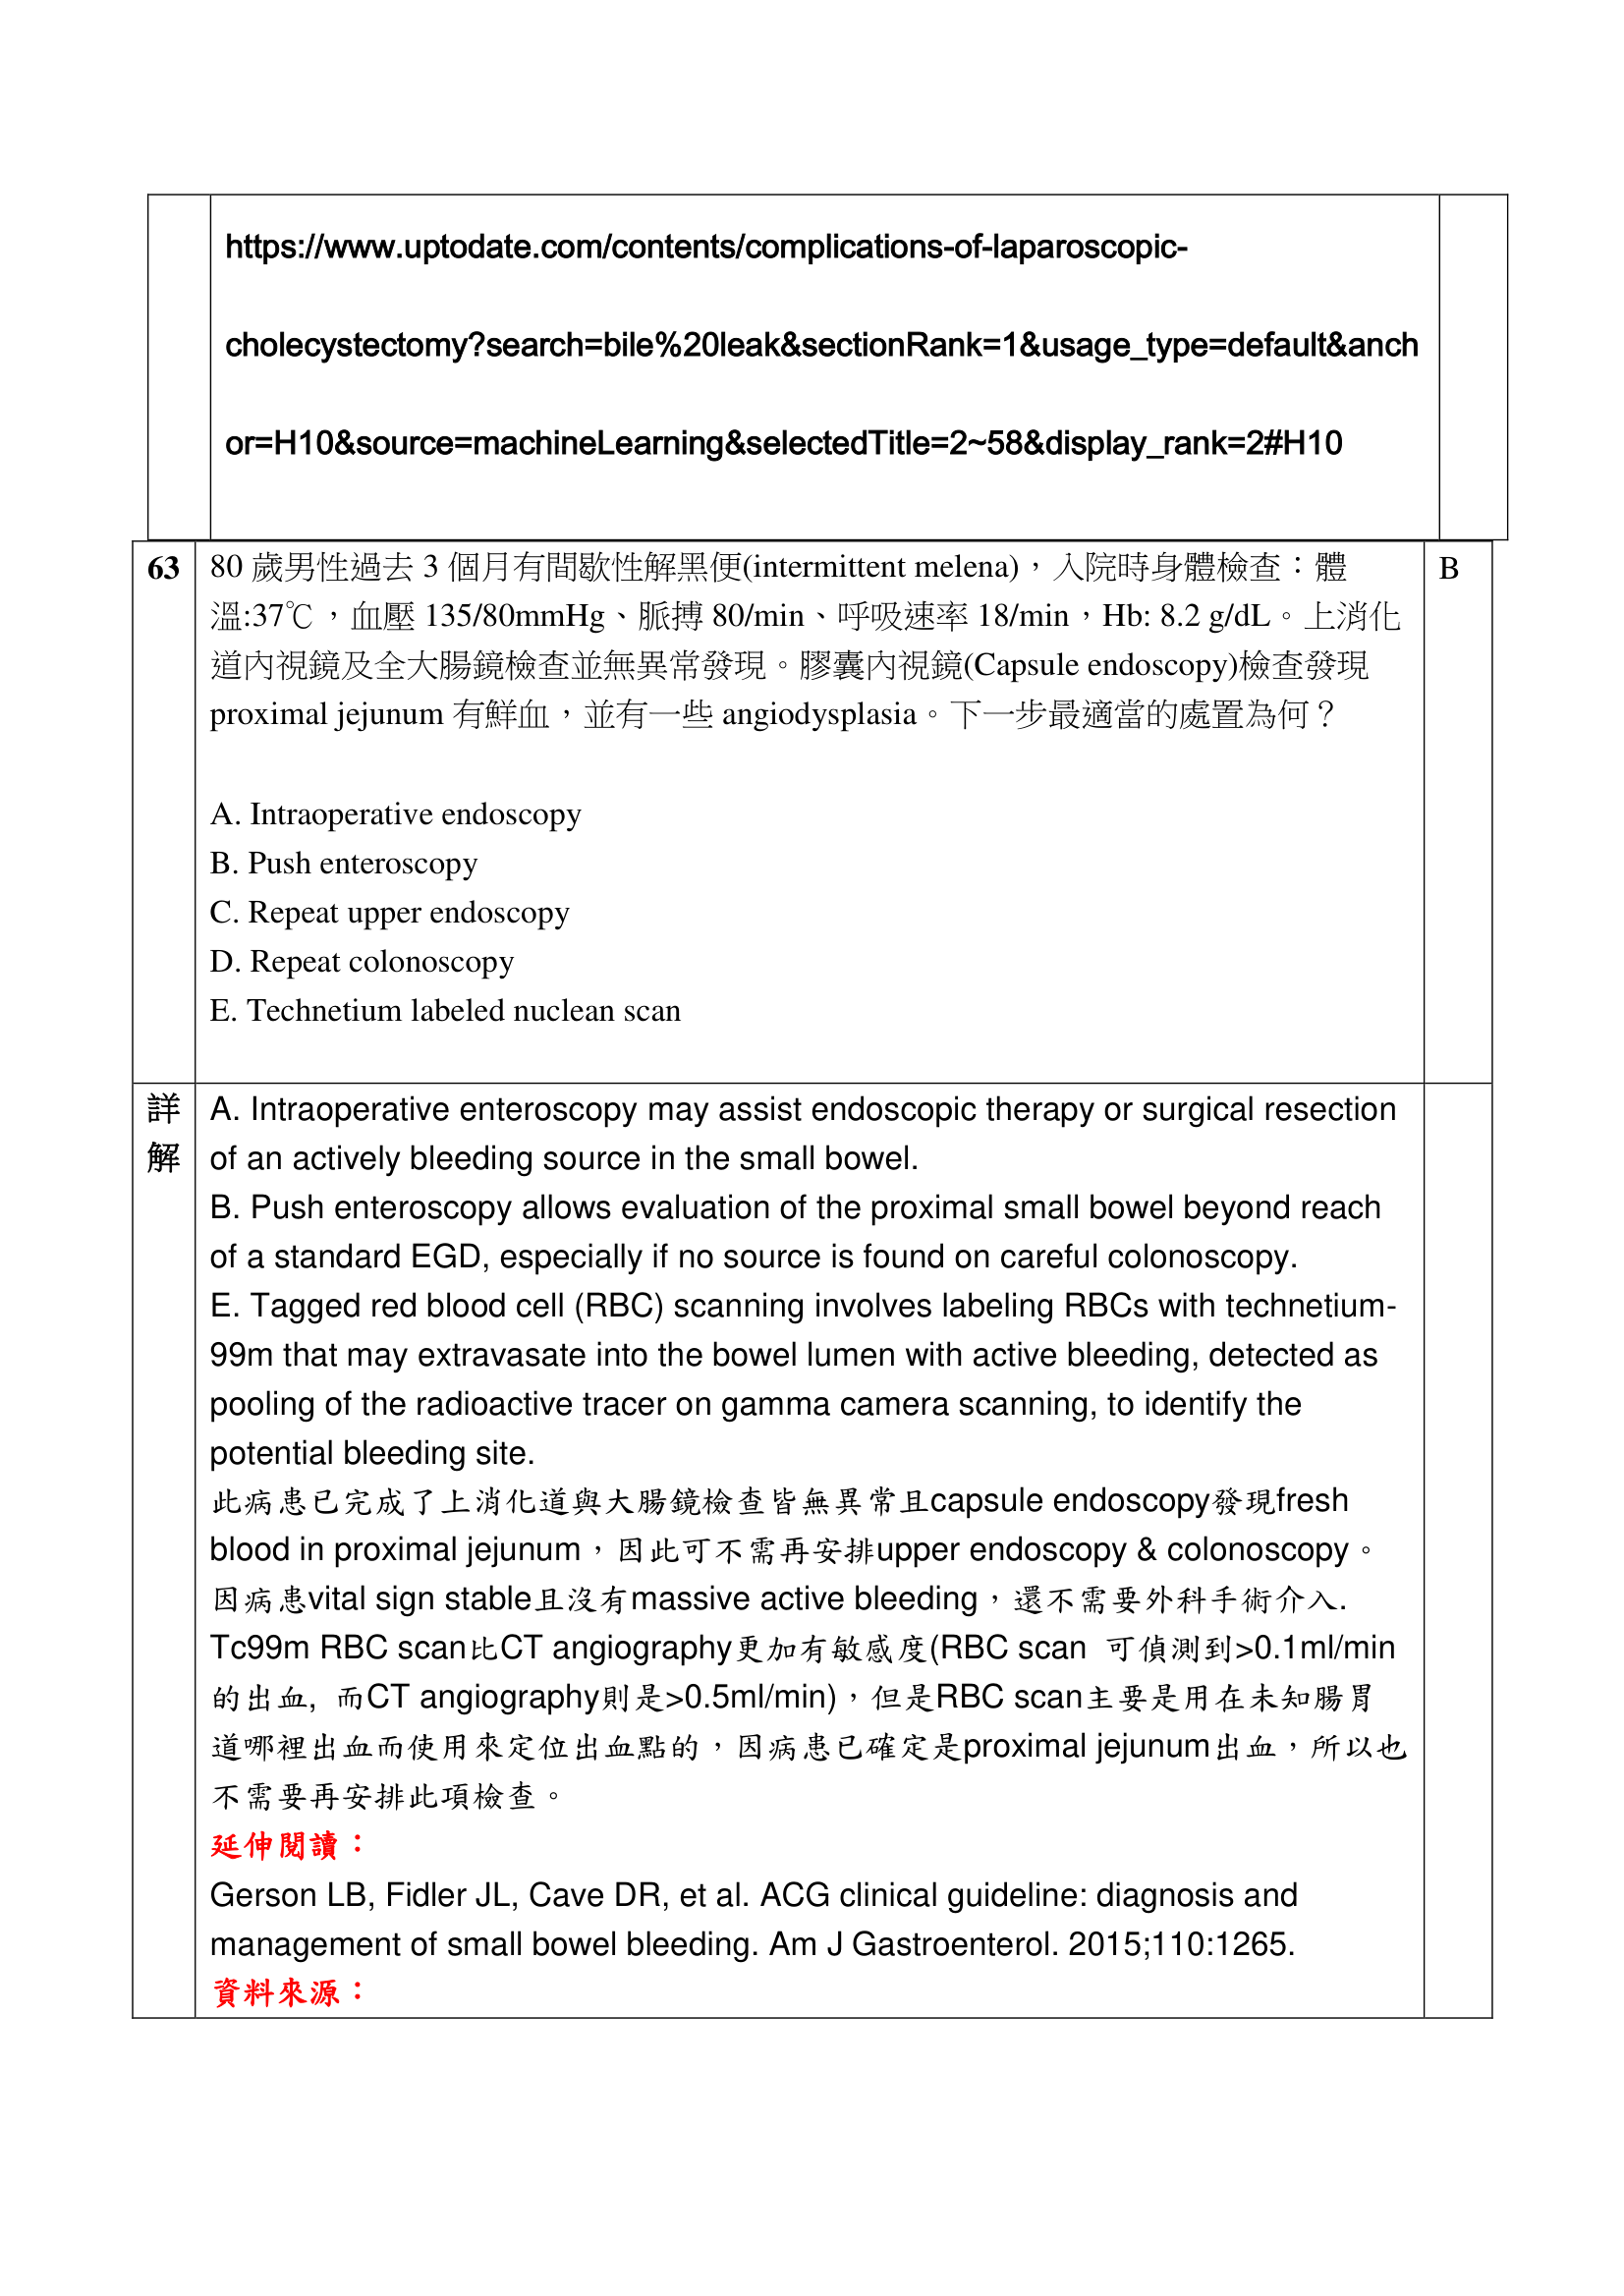 https://www.uptodate.com/contents/complications-of-laparoscopic-
cholecystectomy?search=bile%20leak&sectionRank=1&usage_type=default&anch
or=H10&source=machineLearning&selectedTitle=2~58&display_rank=2#H10
63 80 歲男性過去 3 個月有間歇性解黑便(intermittent melena)，入院時身體檢查：體 B
溫:37℃，血壓 135/80mmHg、脈搏 80/min、呼吸速率 18/min，Hb: 8.2 g/dL。上消化
道內視鏡及全大腸鏡檢查並無異常發現。膠囊內視鏡(Capsule endoscopy)檢查發現
proximal jejunum 有鮮血，並有一些 angiodysplasia。下一步最適當的處置為何？
A. Intraoperative endoscopy
B. Push enteroscopy
C. Repeat upper endoscopy
D. Repeat colonoscopy
E. Technetium labeled nuclean scan
詳解 A. Intraoperative enteroscopy may assist endoscopic therapy or surgical resection
of an actively bleeding source in the small bowel.
B. Push enteroscopy allows evaluation of the proximal small bowel beyond reach
of a standard EGD, especially if no source is found on careful colonoscopy.
E. Tagged red blood cell (RBC) scanning involves labeling RBCs with technetium-
99m that may extravasate into the bowel lumen with active bleeding, detected as
pooling of the radioactive tracer on gamma camera scanning, to identify the
potential bleeding site.
此病患已完成了上消化道與大腸鏡檢查皆無異常且capsule endoscopy發現fresh
blood in proximal jejunum，因此可不需再安排upper endoscopy & colonoscopy。
因病患vital sign stable且沒有massive active bleeding，還不需要外科手術介入.
Tc99m RBC scan比CT angiography更加有敏感度(RBC scan 可偵測到>0.1ml/min
的出血, 而CT angiography則是>0.5ml/min)，但是RBC scan主要是用在未知腸胃
道哪裡出血而使用來定位出血點的，因病患已確定是proximal jejunum出血，所以也
不需要再安排此項檢查。
延伸閱讀：
Gerson LB, Fidler JL, Cave DR, et al. ACG clinical guideline: diagnosis and
management of small bowel bleeding. Am J Gastroenterol. 2015;110:1265.
資料來源：